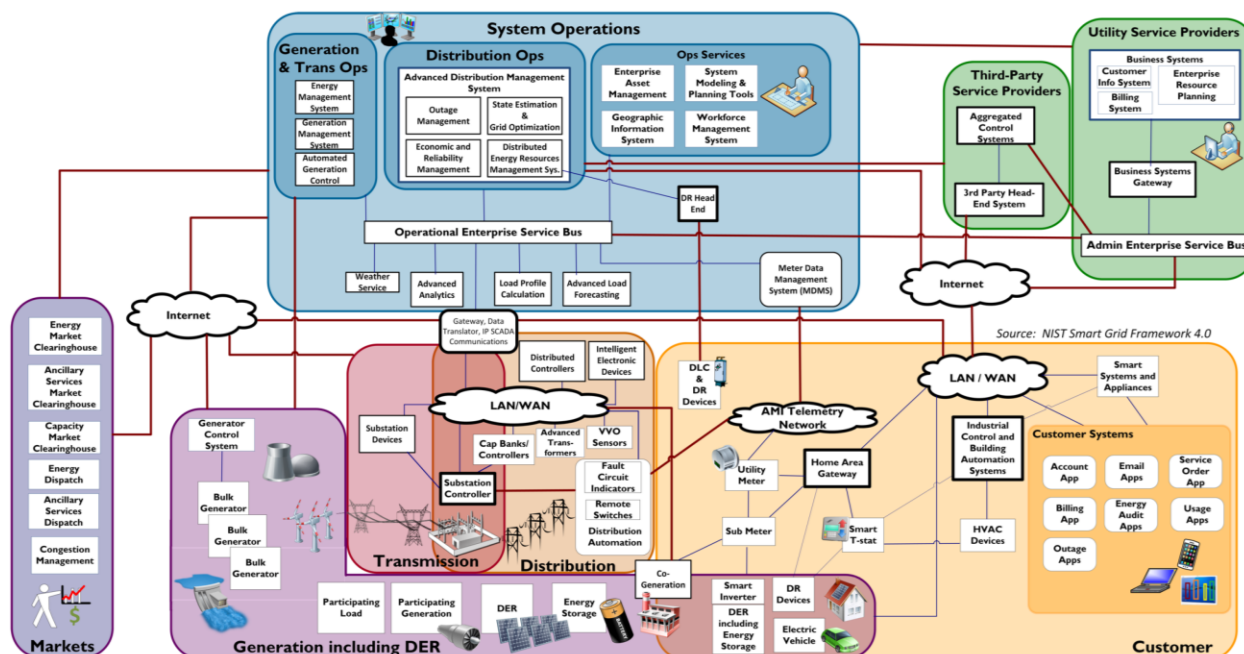 System Operations
Generation
& Trans Ops
Energy
Management
System
Generation
Management
System
Automated
Generation
Control
Distribution Ops
Advanced Distribution Management
System
Outage
Management
State Estimation
&
Grid Optimization
Economic and
Reliability
Management
Distributed
Energy Resources
Management Sys.
Ops Services
Enterprise
Asset
Management
System
Modeling &
Planning Tools
Geographic
Information
System
Workforce
Management
System
DR Head
End
Operational Enterprise Service Bus
Weather
Service
Advanced
Analytics
Load Profile
Calculation
Advanced Load
Forecasting
Meter Data
Management
System (MDMS)
Third-Party
Service Providers
Aggregated
Control
Systems
3rd Party Head-
End System
Utility Service Providers
Business Systems
Customer
Info System
Billing
System
Enterprise
Resource
Planning
Business Systems
Gateway
Admin Enterprise Service Bus
Internet
Internet
Source: NIST Smart Grid Framework 4.0
Energy
Market
Clearinghouse
Ancillary
Services
Market
Clearinghouse
Capacity
Market
Clearinghouse
Energy
Dispatch
Ancillary
Services
Dispatch
Congestion
Management
$
Markets
Gateway, Data
Translator, IP SCADA
Communications
Distributed
Controllers
Intelligent
Electronic
Devices
LAN/WAN
Substation
Devices
Cap Banks/
Controllers
Advanced
Trans-
formers
VVO
Sensors
Substation
Controller
Fault
Circuit
Indicators
Remote
Switches
Distribution
Automation
Transmission
Distribution
Generator
Control
System
Bulk
Generator
Bulk
Generator
Bulk
Generator
Participating
Load
Participating
Generation
DER
Energy
Storage
BATTERY
Co-
Generation
Generation including DER
DLC
& DR
Devices
AMI Telemetry
Network
LAN / WAN
Smart
Systems and
Appliances
Utility
Meter
Home Area
Gateway
Industrial
Control and
Building
Automation
Systems
Sub Meter
Smart
T-stat
HVAC
Devices
Smart
Inverter
DER
including
Energy
Storage
DR
Devices
Electric
Vehicle
Customer Systems
Account
App
Email
Apps
Service
Order
App
Billing
App
Energy
Audit
Apps
Usage
Apps
Outage
Apps
Customer